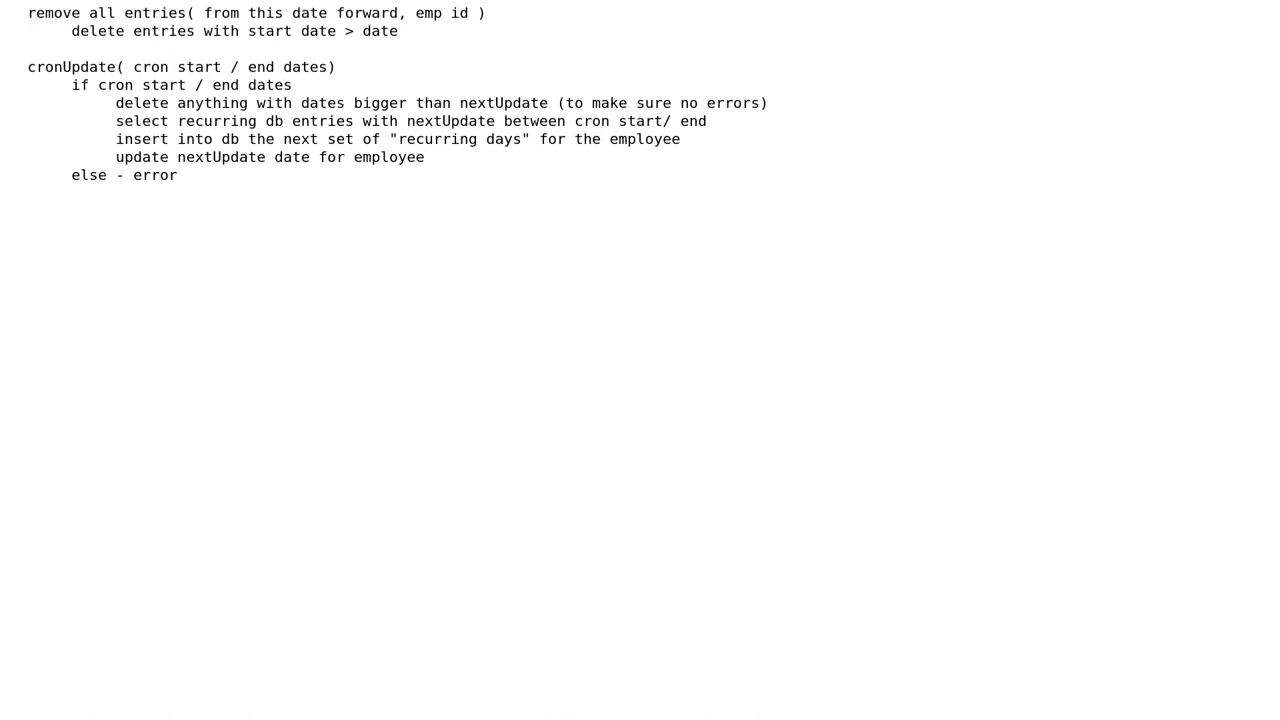 remove all entries( from this date forward, emp id )
delete entries with start date > date
cronUpdate( cron start / end dates)
if cron start / end dates
delete anything with dates bigger than nextUpdate (to make sure no errors)
select recurring db entries with nextUpdate between cron start/ end
insert into db the next set of "recurring days" for the employee
update nextUpdate date for employee
else - error